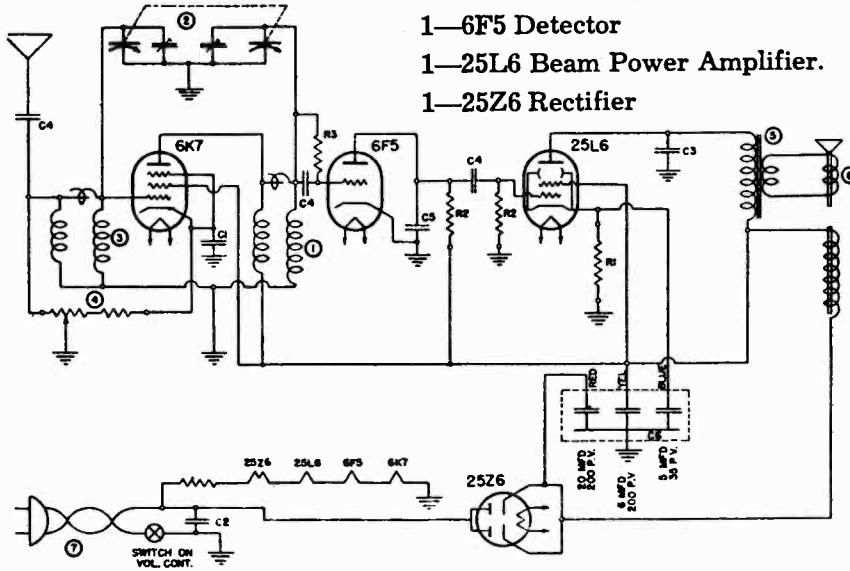 1—6F5 Detector
1—25L6 Beam Power Amplifier.
1—25Z6 Rectifier
2
C4
6K7
R3
6F5
25L6
C4
C4
C3
5
6
3
C1
1
C5
R2
R2
R1
4
RED
YEL
BLUE
C6
20 MFD
200 P.V.
6 MFD
200 P.V
5 MFD
35 P.V.
25Z6
25L6
6F5
6K7
25Z6
C2
7
SWITCH ON
VOL. CONT.